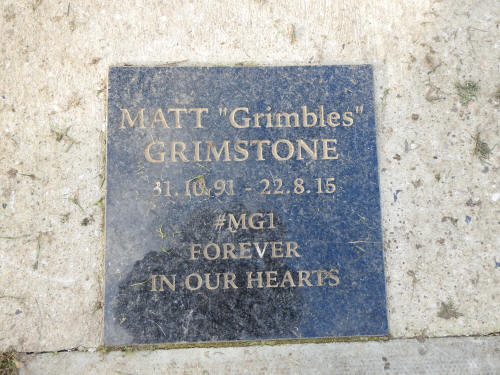 MATT "Grimbles"
GRIMSTONE
31.10.91 - 22.8.15
#MG1
FOREVER
IN OUR HEARTS